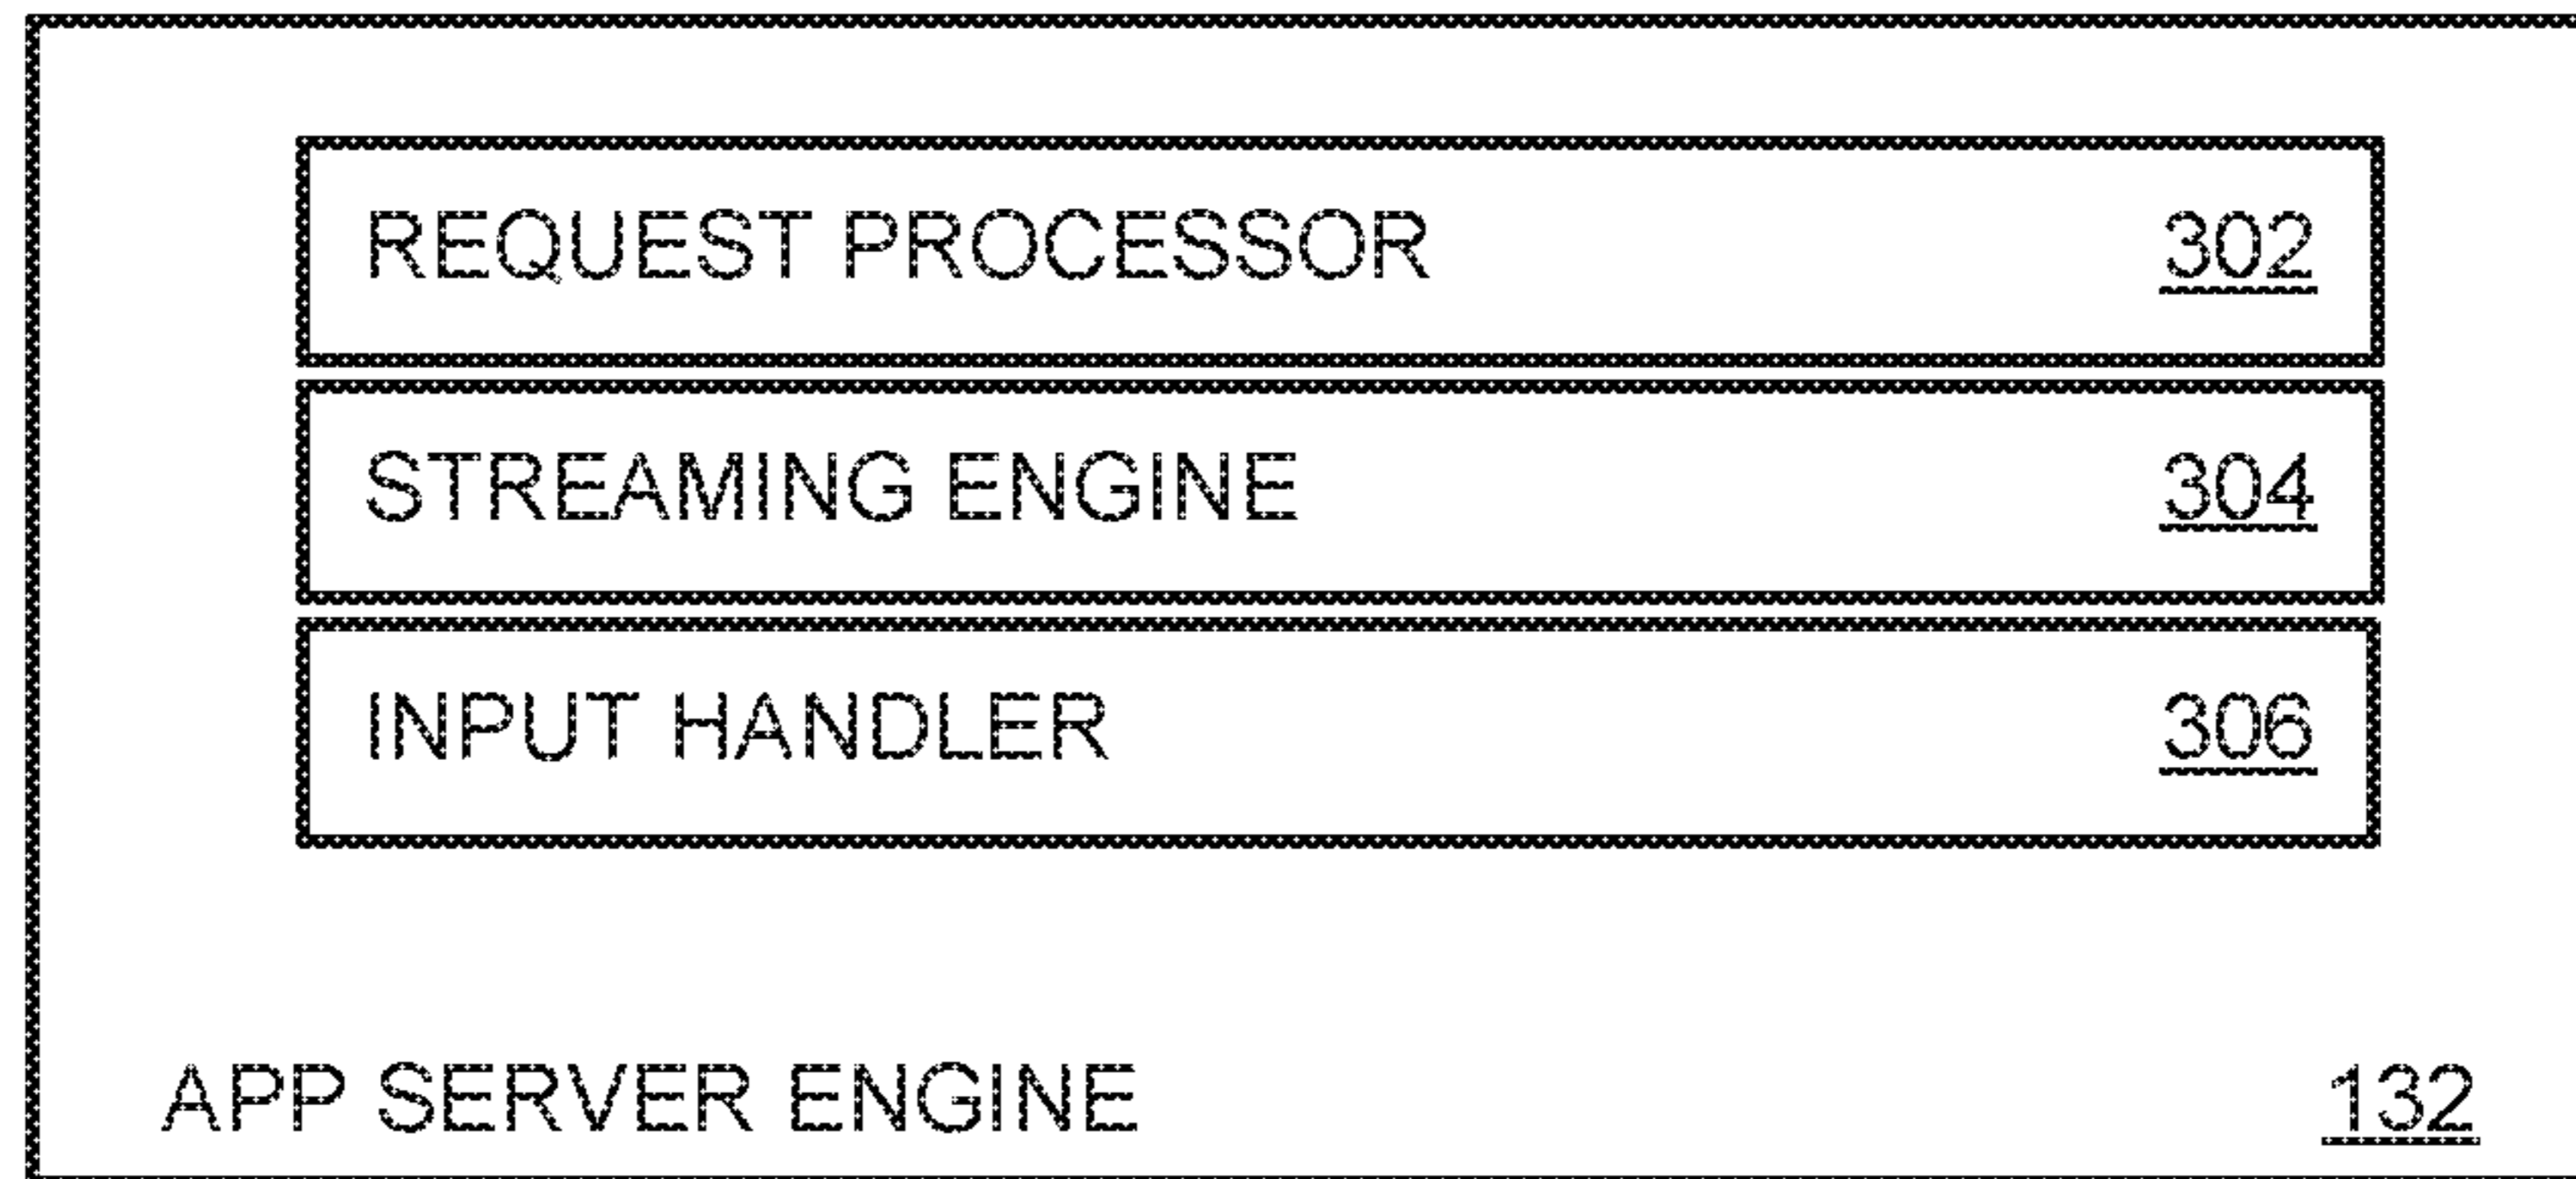 REQUEST PROCESSOR 302
STREAMING ENGINE 304
INPUT HANDLER 306
APP SERVER ENGINE 132